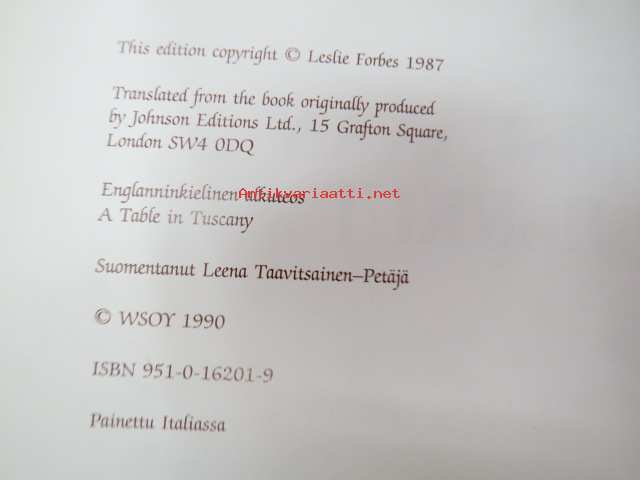 This edition copyright © Leslie Forbes 1987
Translated from the book originally produced
by Johnson Editions Ltd., 15 Grafton Square,
London SW4 0DQ
Englanninkielinen alkuteos
Antikvariaatti.net
A Table in Tuscany
Suomentanut Leena Taavitsainen–Petäjä
© WSOY 1990
ISBN 951-0-16201-9
Painettu Italiassa